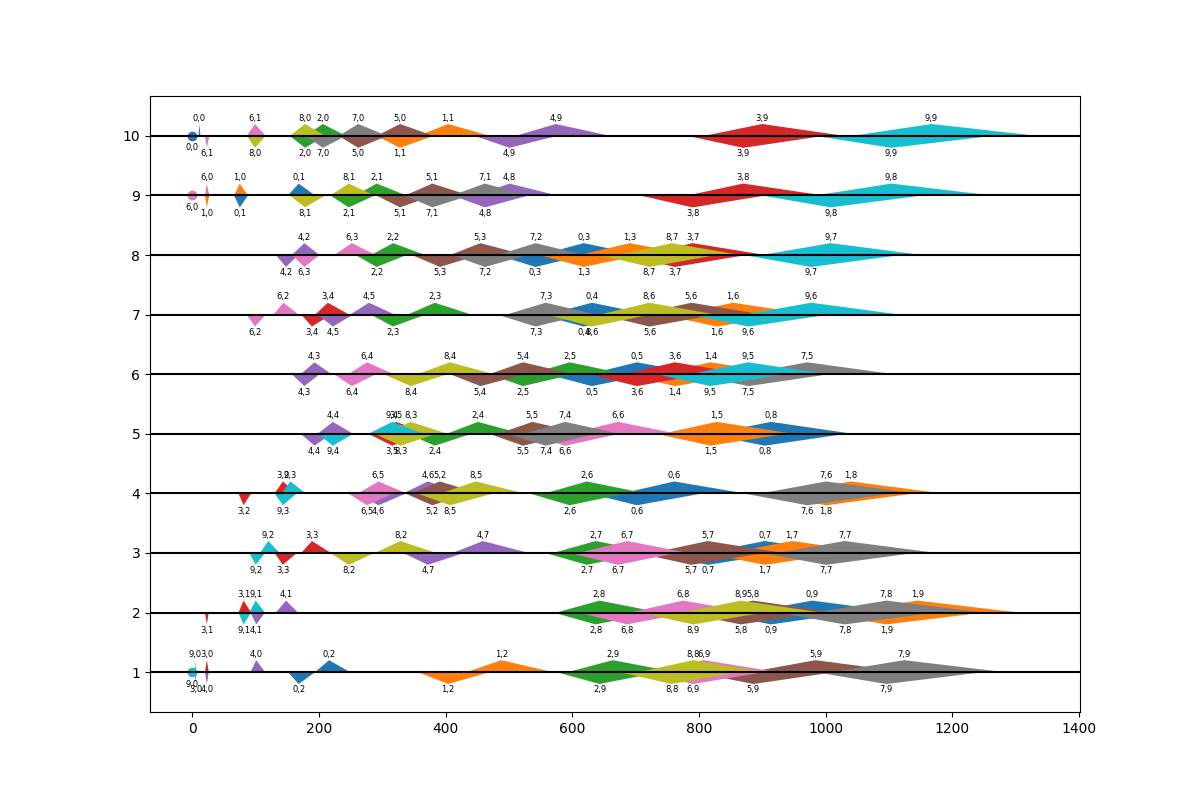 0,0 6,1 8,0 2,0 7,0 5,0 1,1 4,9 3,9 9,9
10
0,0 6,1 8,0 2,0 7,0 5,0 1,1 4,9 3,9 9,9
6,0 1,0 0,1 8,1 2,1 5,1 7,1 4,8 3,8 9,8
9
6,0 1,0 0,1 8,1 2,1 5,1 7,1 4,8 3,8 9,8
4,2 6,3 2,2 5,3 7,2 0,3 1,3 8,7 3,7 9,7
8
4,2 6,3 2,2 5,3 7,2 0,3 1,3 8,7 3,7 9,7
6,2 3,4 4,5 2,3 7,3 0,4 8,6 5,6 1,6 9,6
7
6,2 3,4 4,5 2,3 7,3 0,4 8,6 5,6 1,6 9,6
4,3 6,4 8,4 5,4 2,5 0,5 3,6 1,4 9,5 7,5
6
4,3 6,4 8,4 5,4 2,5 0,5 3,6 1,4 9,5 7,5
4,4 9,4 3,5 8,3 2,4 5,5 7,4 6,6 1,5 0,8
5
4,4 9,4 3,5 8,3 2,4 5,5 7,4 6,6 1,5 0,8
3,2 9,3 6,5 4,6 5,2 8,5 2,6 0,6 7,6 1,8
4
3,2 9,3 6,5 4,6 5,2 8,5 2,6 0,6 7,6 1,8
9,2 3,3 8,2 4,7 2,7 6,7 5,7 0,7 1,7 7,7
3
9,2 3,3 8,2 4,7 2,7 6,7 5,7 0,7 1,7 7,7
3,1 9,1 4,1 2,8 6,8 8,9 5,8 0,9 7,8 1,9
2
3,1 9,1 4,1 2,8 6,8 8,9 5,8 0,9 7,8 1,9
9,0 3,0 4,0 0,2 1,2 2,9 8,8 6,9 5,9 7,9
1
9,0 3,0 4,0 0,2 1,2 2,9 8,8 6,9 5,9 7,9
0 200 400 600 800 1000 1200 1400